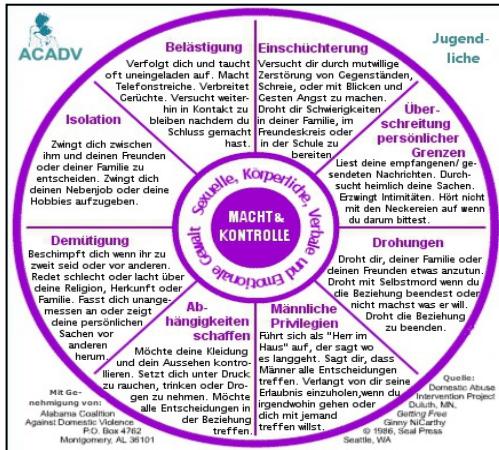 ACADV
Jugend-
liche
Belästigung
Verfolgt dich und taucht
oft uneingeladen auf. Macht
Telefonstreiche. Verbreitet
Gerüchte. Versucht weiter-
hin in Kontakt zu
bleiben nachdem du
Schluss gemacht
hast.
Einschüchterung
Versucht dir durch mutwillige
Zerstörung von Gegenständen,
Schreie, oder mit Blicken und
Gesten Angst zu machen.
Droht dir Schwierigkeiten
in deiner Familie, im
Freundeskreis oder
in der Schule zu
bereiten.
Über-
schreitung
persönlicher
Grenzen
Liest deine empfangenen/ ge-
sendeten Nachrichten. Durch-
sucht heimlich deine Sachen.
Erzwingt Intimitäten. Hört nicht
mit den Neckereien auf wenn
du darum bittest.
Drohungen
Droht dir, deiner Familie oder
deinen Freunden etwas anzutun.
Droht mit Selbstmord wenn du
die Beziehung beendest oder
nicht machst was er will.
Droht die Beziehung
zu beenden.
Männliche
Privilegien
Führt sich als "Herr im
Haus" auf, der sagt wo
es langgeht. Sagt dir, dass
Männer alle Entscheidungen
treffen. Verlangt von dir seine
Erlaubnis einzuholen,wenn du
irgendwo gehen oder
dich mit jemand
treffen willst.
Ab-
hängigkeiten
schaffen
Möchte deine Kleidung
und dein Aussehen kontrol-
lieren. Setzt dich unter Druck
zu rauchen, trinken oder Dro-
gen zu nehmen. Möchte
alle Entscheidungen in
der Beziehung
treffen.
Demütigung
Beschimpft dich wenn ihr zu
zweit seid oder vor anderen.
Redet schlecht oder lacht über
deine Religion, Herkunft oder
Familie. Fasst dich unange-
messen an oder zeigt
deine persönlichen
Sachen vor
anderen
herum.
Isolation
Zwingt dich zwischen
ihm und deinen Freunden
oder deiner Familie zu
entscheiden. Zwingt dich
deinen Nebenjob oder deine
Hobbies aufzugeben.
Sexuelle, Körperliche, Verbale und Emotionale Gewalt
MACHT &
KONTROLLE
Mit Ge-
nehmigung von:
Alabama Coalition
Against Domestic Violence
P.O. Box 4762
Montgomery, AL 36101
Quelle:
Domestic Abuse
Intervention Project
Duluth, MN,
Getting Free
Ginny NiCarthy
© 1986, Seal Press
Seattle, WA